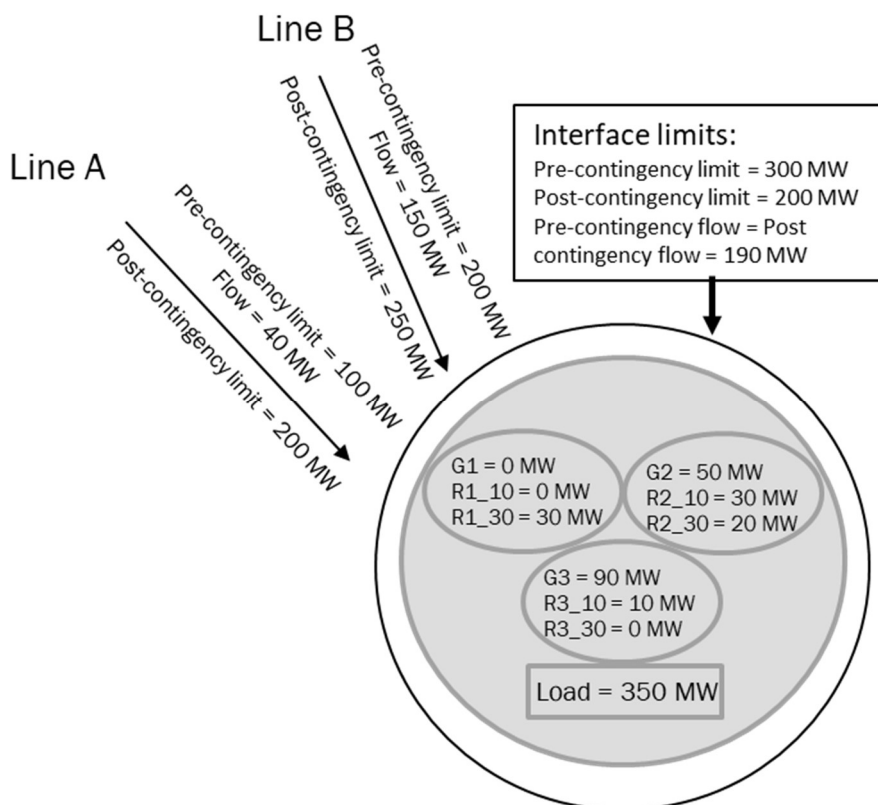 Line B
Pre-contingency limit = 200 MW
Flow = 150 MW
Post-contingency limit = 250 MW
Line A
Pre-contingency limit = 100 MW
Flow = 40 MW
Post-contingency limit = 200 MW
Interface limits:
Pre-contingency limit = 300 MW
Post-contingency limit = 200 MW
Pre-contingency flow = Post
contingency flow = 190 MW
G1 = 0 MW
R1_10 = 0 MW
R1_30 = 30 MW
G2 = 50 MW
R2_10 = 30 MW
R2_30 = 20 MW
G3 = 90 MW
R3_10 = 10 MW
R3_30 = 0 MW
Load = 350 MW